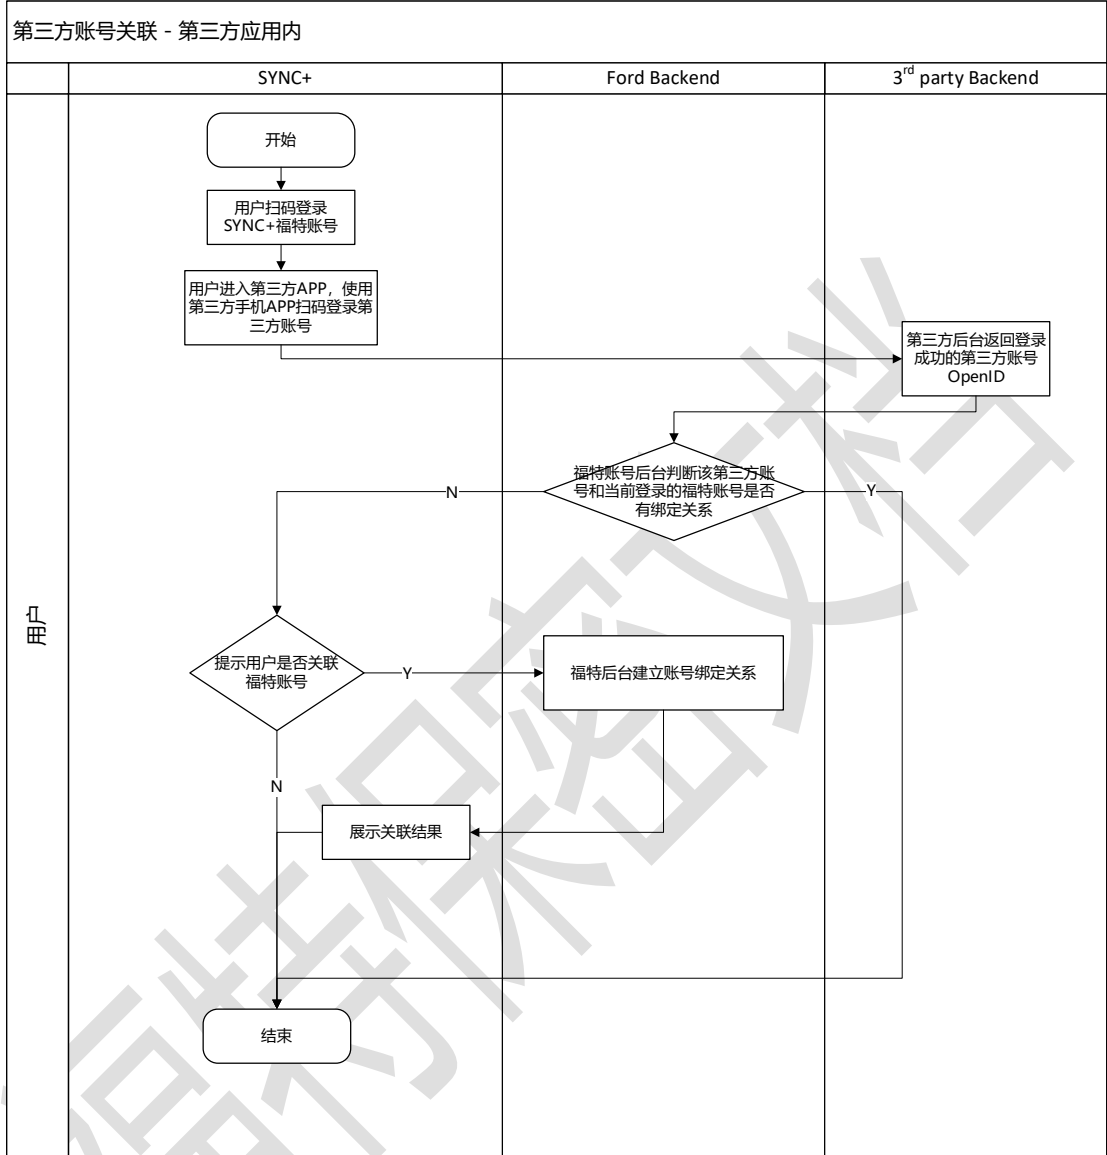 第三方账号关联 - 第三方应用内
SYNC+
Ford Backend
3rd party Backend
用户
开始
用户扫码登录
SYNC+福特账号
用户进入第三方APP，使用
第三方手机APP扫码登录第
三方账号
第三方后台返回登录
成功的第三方账号
OpenID
福特账号后台判断该第三方账
号和当前登录的福特账号是否
有绑定关系
N
Y
提示用户是否关联
福特账号
Y
福特后台建立账号绑定关系
N
展示关联结果
结束
福特保密文档